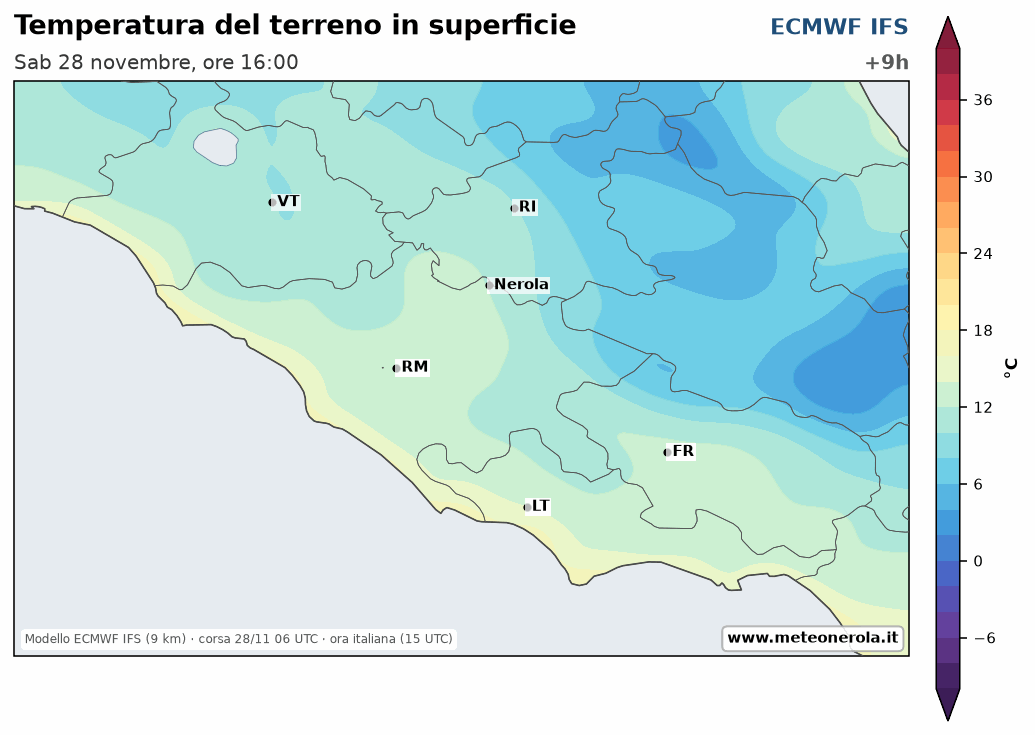 Temperatura del terreno in superficie
ECMWF IFS
Sab 28 novembre, ore 16:00
+9h
VT
RI
Nerola
RM
FR
LT
36
30
24
18
12
6
0
−6
°C
Modello ECMWF IFS (9 km) · corsa 28/11 06 UTC · ora italiana (15 UTC)
www.meteonerola.it